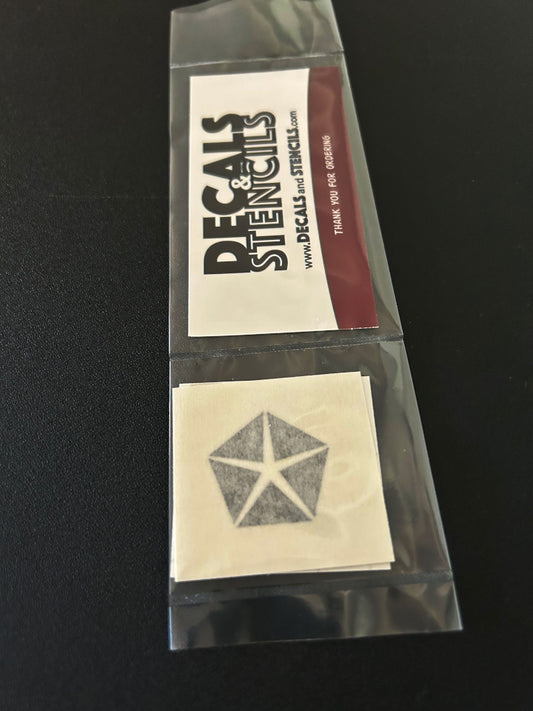 DECALS
&
STENCILS
www.DECALS and STENCILS.com
THANK YOU FOR ORDERING